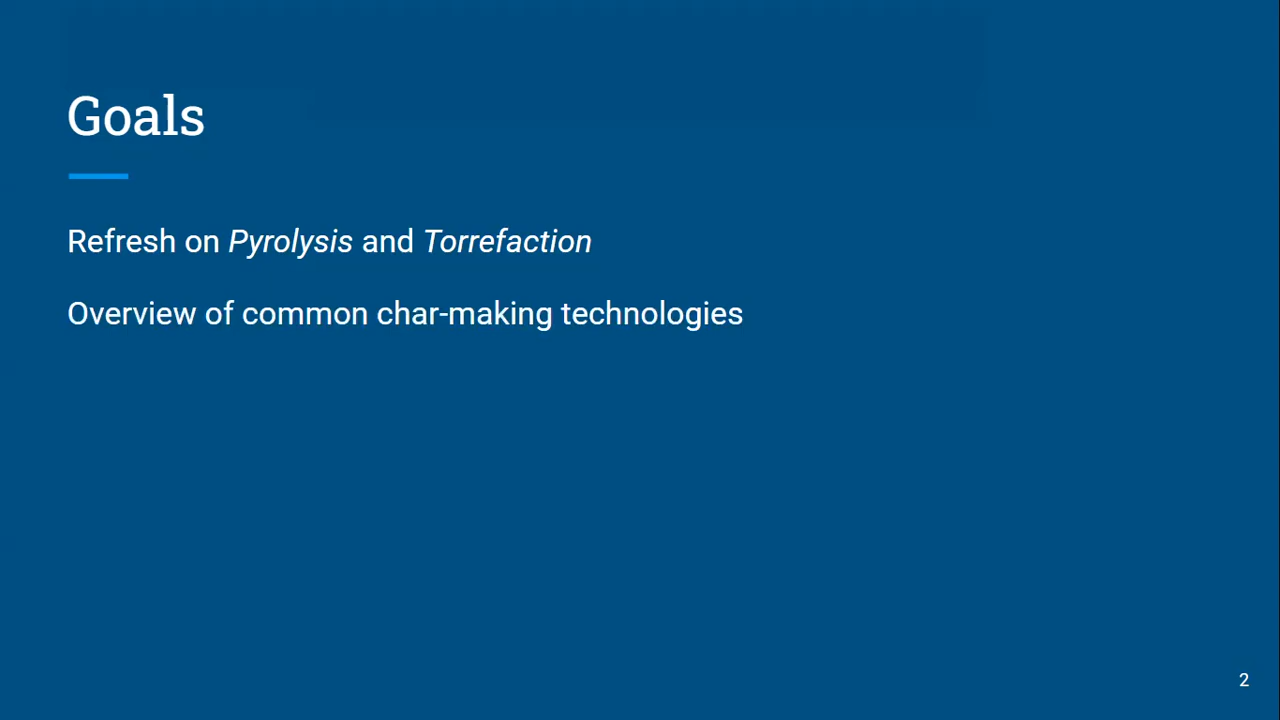 Goals
Refresh on Pyrolysis and Torrefaction
Overview of common char-making technologies
2